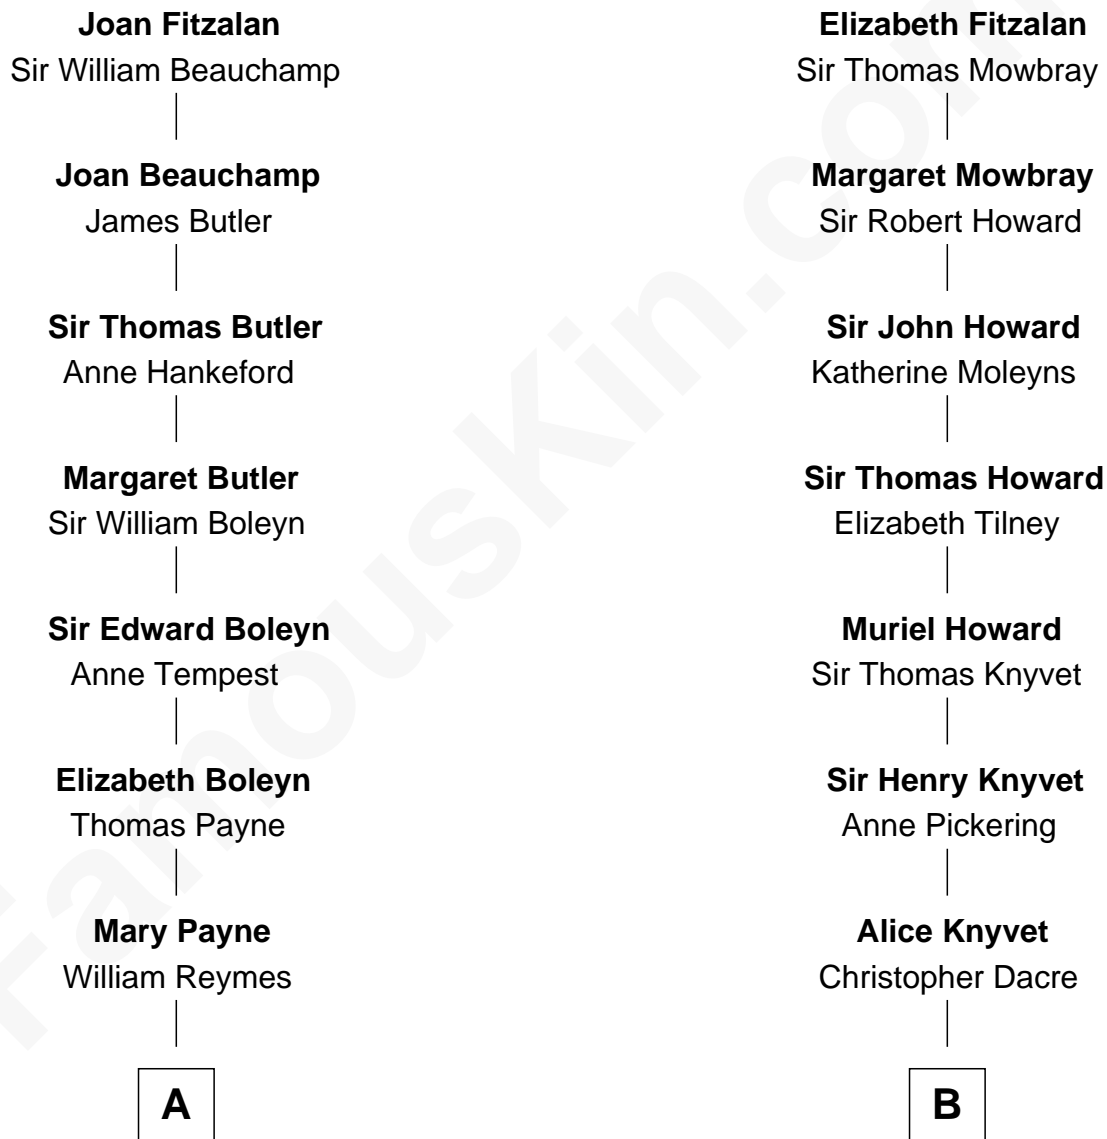 Joan Fitzalan
Sir William Beauchamp
Joan Beauchamp
James Butler
Sir Thomas Butler
Anne Hankeford
Margaret Butler
Sir William Boleyn
Sir Edward Boleyn
Anne Tempest
Elizabeth Boleyn
Thomas Payne
Mary Payne
William Reymes
A
Elizabeth Fitzalan
Sir Thomas Mowbray
Margaret Mowbray
Sir Robert Howard
Sir John Howard
Katherine Moleyns
Sir Thomas Howard
Elizabeth Tilney
Muriel Howard
Sir Thomas Knyvet
Sir Henry Knyvet
Anne Pickering
Alice Knyvet
Christopher Dacre
B
FamousKin.com